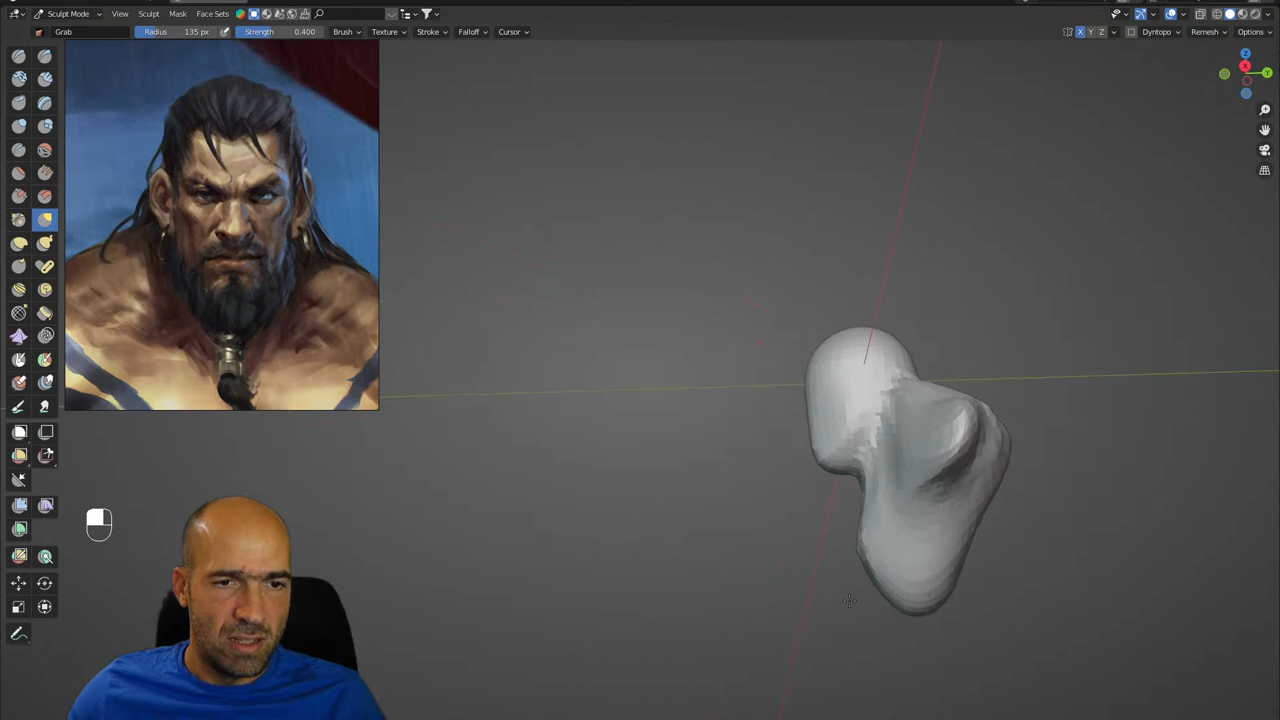 Sculpt Mode View Sculpt Mask Face Sets
Grab Radius 135 px Strength 0.400 Brush Texture Stroke Falloff Cursor X Y Z Dyntopo Remesh Options
Z
X
Y